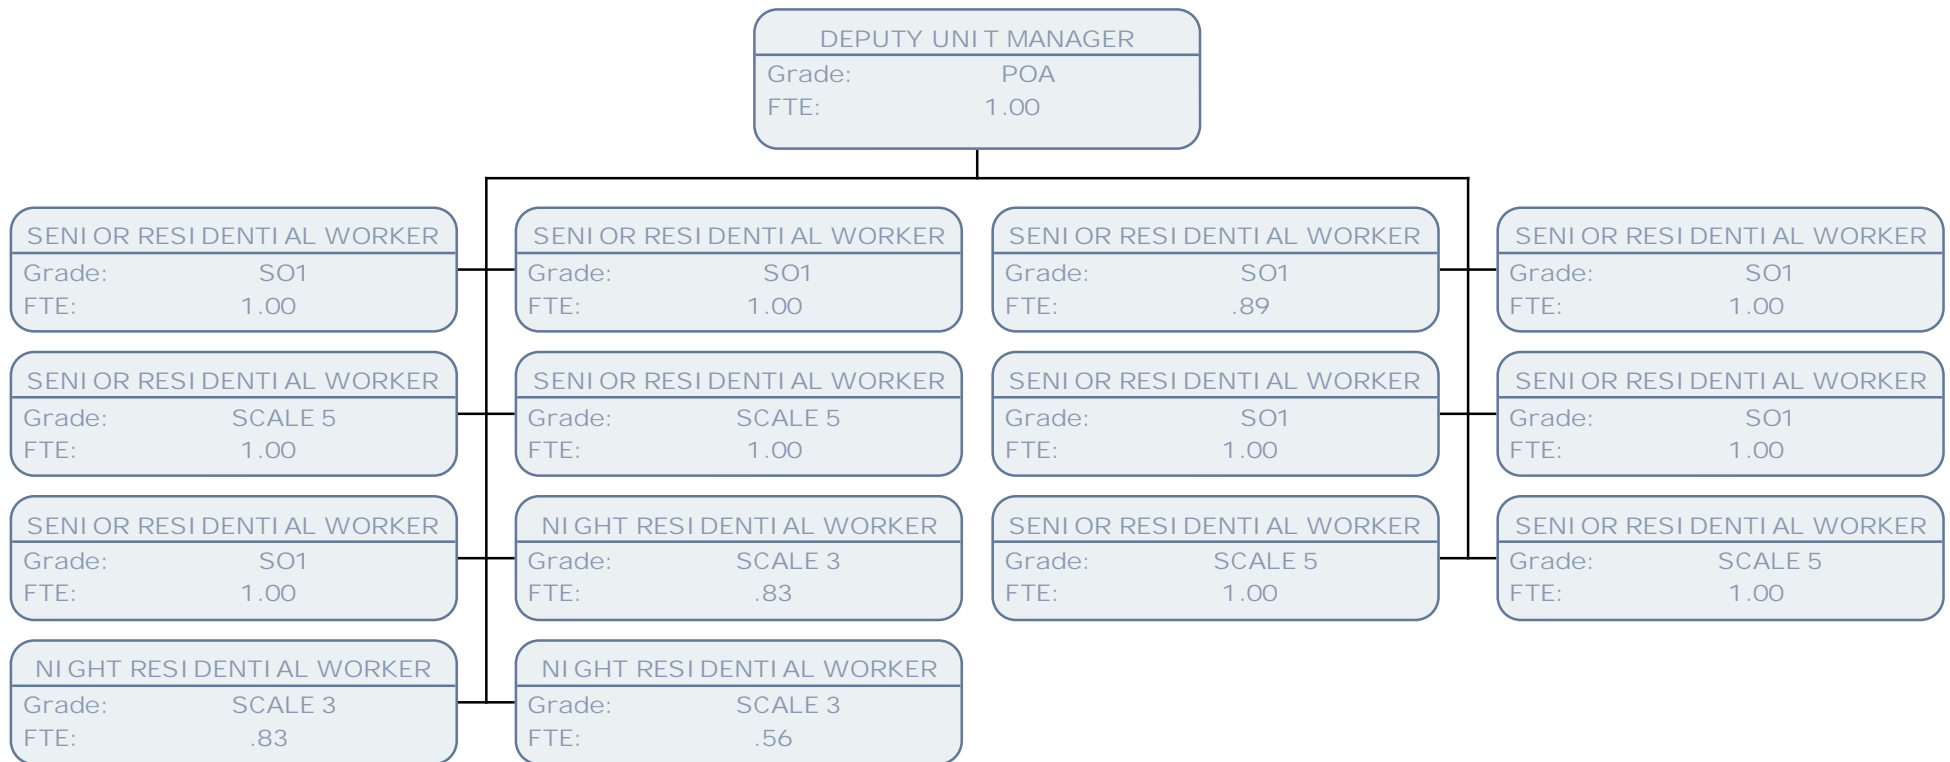 DEPUTY UNIT MANAGER
Grade: POA
FTE: 1.00
SENIOR RESIDENTIAL WORKER
Grade: SO1
FTE: 1.00
SENIOR RESIDENTIAL WORKER
Grade: SO1
FTE: 1.00
SENIOR RESIDENTIAL WORKER
Grade: SO1
FTE: .89
SENIOR RESIDENTIAL WORKER
Grade: SO1
FTE: 1.00
SENIOR RESIDENTIAL WORKER
Grade: SCALE 5
FTE: 1.00
SENIOR RESIDENTIAL WORKER
Grade: SCALE 5
FTE: 1.00
SENIOR RESIDENTIAL WORKER
Grade: SO1
FTE: 1.00
SENIOR RESIDENTIAL WORKER
Grade: SO1
FTE: 1.00
SENIOR RESIDENTIAL WORKER
Grade: SO1
FTE: 1.00
NIGHT RESIDENTIAL WORKER
Grade: SCALE 3
FTE: .83
SENIOR RESIDENTIAL WORKER
Grade: SCALE 5
FTE: 1.00
SENIOR RESIDENTIAL WORKER
Grade: SCALE 5
FTE: 1.00
NIGHT RESIDENTIAL WORKER
Grade: SCALE 3
FTE: .83
NIGHT RESIDENTIAL WORKER
Grade: SCALE 3
FTE: .56